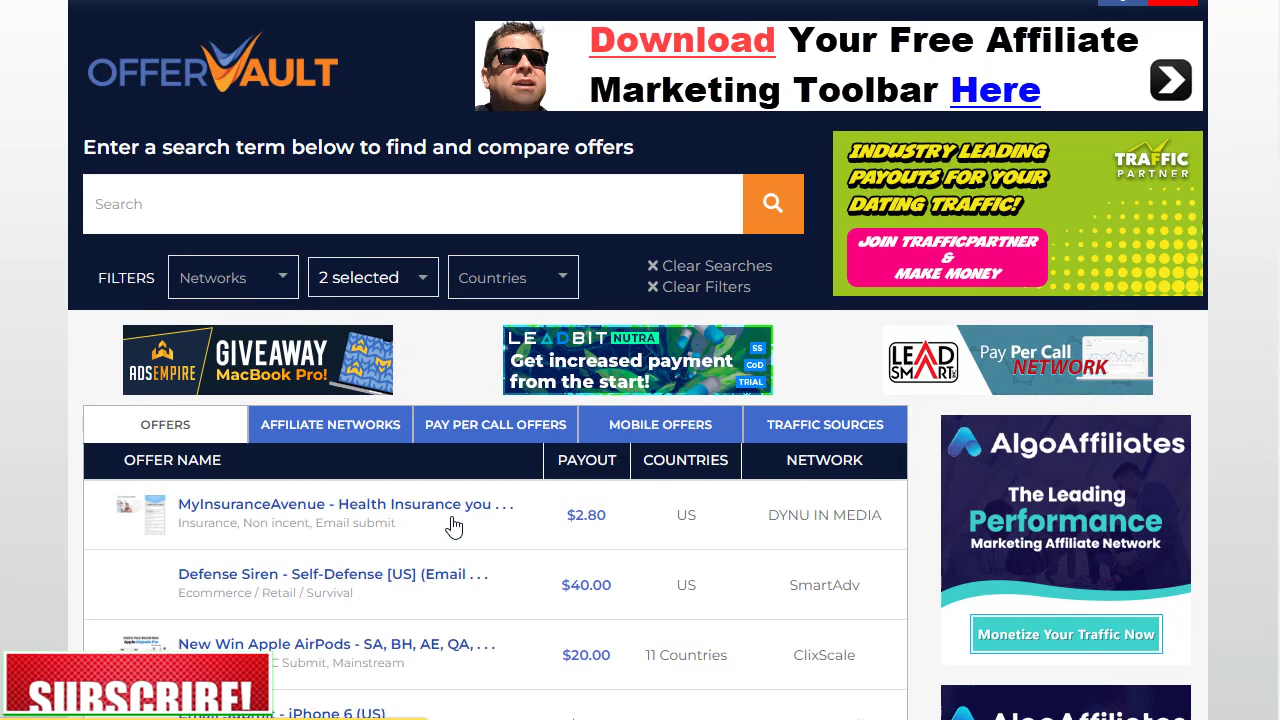 OFFERVAULT
Download Your Free Affiliate
Marketing Toolbar Here
Enter a search term below to find and compare offers
Search
FILTERS
Networks
2 selected
Countries
Clear Searches
Clear Filters
INDUSTRY LEADING
PAYOUTS FOR YOUR
DATING TRAFFIC!
TRAFFIC
PARTNER
JOIN TRAFFICPARTNER
&
MAKE MONEY
ADSEMPIRE
GIVEAWAY
MacBook Pro!
LEADBIT NUTRA
Get increased payment
from the start!
SS
CoD
TRIAL
LEAD
SMART
Pay Per Call
NETWORK
OFFERS AFFILIATE NETWORKS PAY PER CALL OFFERS MOBILE OFFERS TRAFFIC SOURCES
OFFER NAME PAYOUT COUNTRIES NETWORK
MyInsuranceAvenue - Health Insurance you . . .
Insurance, Non incent, Email submit
$2.80 US DYNU IN MEDIA
Defense Siren - Self-Defense [US] (Email . . .
Ecommerce / Retail / Survival
$40.00 US SmartAdv
New Win Apple AirPods - SA, BH, AE, QA, . . .
Submit, Mainstream
$20.00 11 Countries ClixScale
Email Submit - iPhone 6 (US)
AlgoAffiliates
The Leading
Performance
Marketing Affiliate Network
Monetize Your Traffic Now
AlgoAffiliates
SUBSCRIBE!